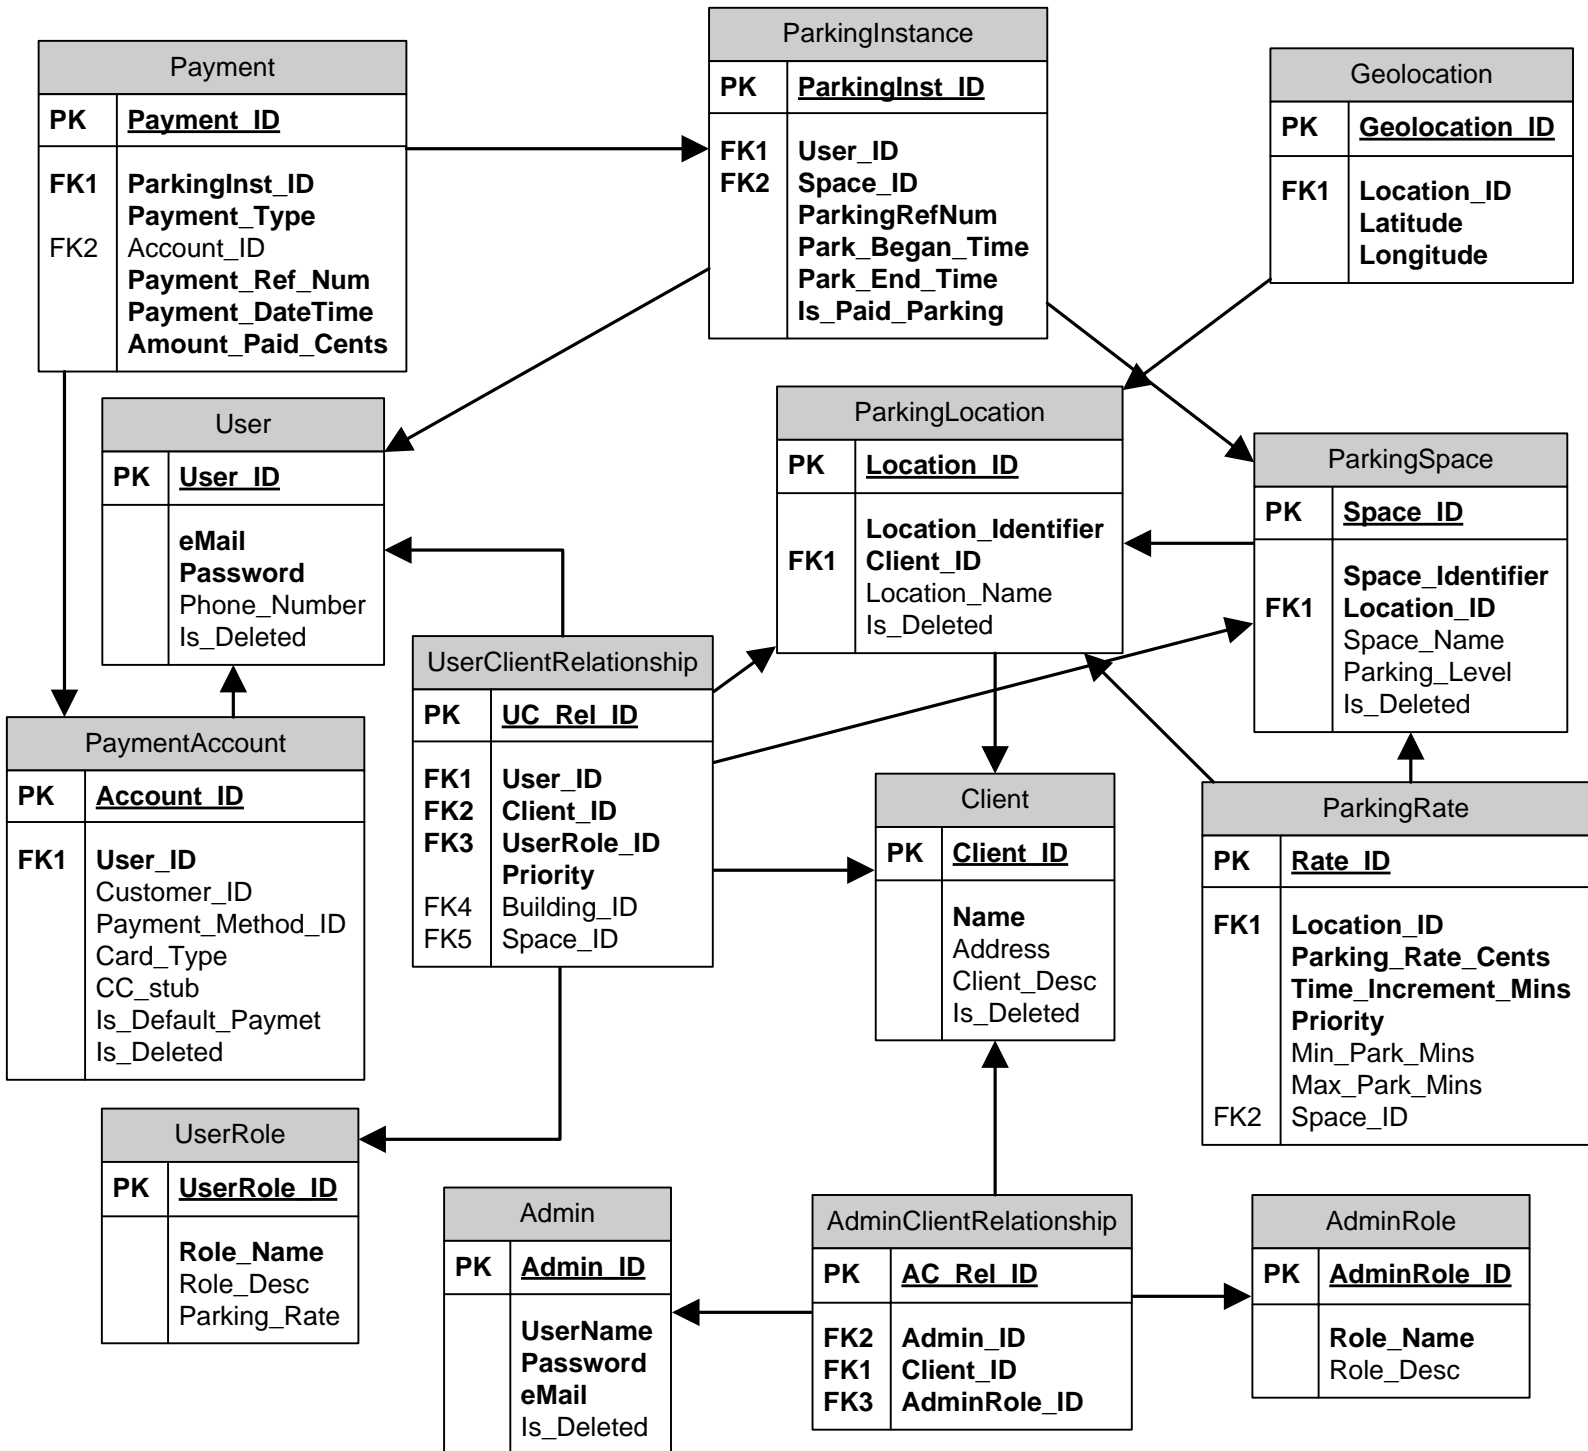 Payment
PK Payment_ID
FK1 ParkingInst_ID
Payment_Type
FK2 Account_ID
Payment_Ref_Num
Payment_DateTime
Amount_Paid_Cents
ParkingInstance
PK ParkingInst_ID
FK1 User_ID
FK2 Space_ID
ParkingRefNum
Park_Began_Time
Park_End_Time
Is_Paid_Parking
Geolocation
PK Geolocation_ID
FK1 Location_ID
Latitude
Longitude
User
PK User_ID
eMail
Password
Phone_Number
Is_Deleted
ParkingLocation
PK Location_ID
Location_Identifier
FK1 Client_ID
Location_Name
Is_Deleted
ParkingSpace
PK Space_ID
Space_Identifier
FK1 Location_ID
Space_Name
Parking_Level
Is_Deleted
UserClientRelationship
PK UC_Rel_ID
FK1 User_ID
FK2 Client_ID
FK3 UserRole_ID
Priority
FK4 Building_ID
FK5 Space_ID
PaymentAccount
PK Account_ID
FK1 User_ID
Customer_ID
Payment_Method_ID
Card_Type
CC_stub
Is_Default_Paymet
Is_Deleted
Client
PK Client_ID
Name
Address
Client_Desc
Is_Deleted
ParkingRate
PK Rate_ID
FK1 Location_ID
Parking_Rate_Cents
Time_Increment_Mins
Priority
Min_Park_Mins
Max_Park_Mins
FK2 Space_ID
UserRole
PK UserRole_ID
Role_Name
Role_Desc
Parking_Rate
Admin
PK Admin_ID
UserName
Password
eMail
Is_Deleted
AdminClientRelationship
PK AC_Rel_ID
FK2 Admin_ID
FK1 Client_ID
FK3 AdminRole_ID
AdminRole
PK AdminRole_ID
Role_Name
Role_Desc